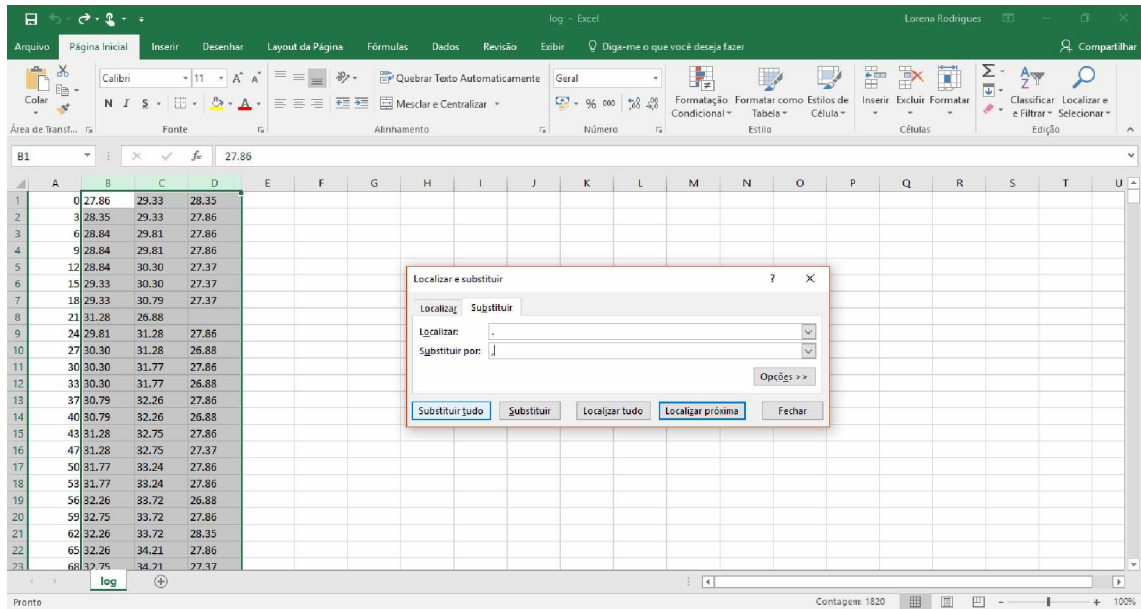 log - Excel
Lorena Rodrigues
Arquivo Página Inicial Inserir Desenhar Layout da Página Fórmulas Dados Revisão Exibir Diga-me o que você deseja fazer Compartilhar
Colar
Calibri 11 A A
N I S A
Quebrar Texto Automaticamente
Mesclar e Centralizar
Geral
% 000
Formatação Condicional
Formatar como Tabela
Estilos de Célula
Inserir Excluir Formatar
Classificar e Filtrar
Localizar e Selecionar
Área de Transf... Fonte Alinhamento Número Estilo Células Edição
B1 fx 27.86
A B C D E F G H I J K L M N O P Q R S T U
1 0 27.86 29.33 28.35
2 3 28.35 29.33 27.86
3 6 28.84 29.81 27.86
4 9 28.84 29.81 27.86
5 12 28.84 30.30 27.37
6 15 29.33 30.30 27.37
7 18 29.33 30.79 27.37
8 21 31.28 26.88
9 24 29.81 31.28 27.86
10 27 30.30 31.28 26.88
11 30 30.30 31.77 27.86
12 33 30.30 31.77 26.88
13 37 30.79 32.26 27.86
14 40 30.79 32.26 26.88
15 43 31.28 32.75 27.86
16 47 31.28 32.75 27.37
17 50 31.77 33.24 27.86
18 53 31.77 33.24 27.86
19 56 32.26 33.72 26.88
20 59 32.75 33.72 27.86
21 62 32.26 33.72 28.35
22 65 32.26 34.21 27.86
23 68 32.75 34.21 27.37
Localizar e substituir ? ×
Localizar Substituir
Localizar: .
Substituir por: ,
Opções >>
Substituir tudo Substituir Localizar tudo Localizar próxima Fechar
log
Pronto
Contagem: 1820
100%